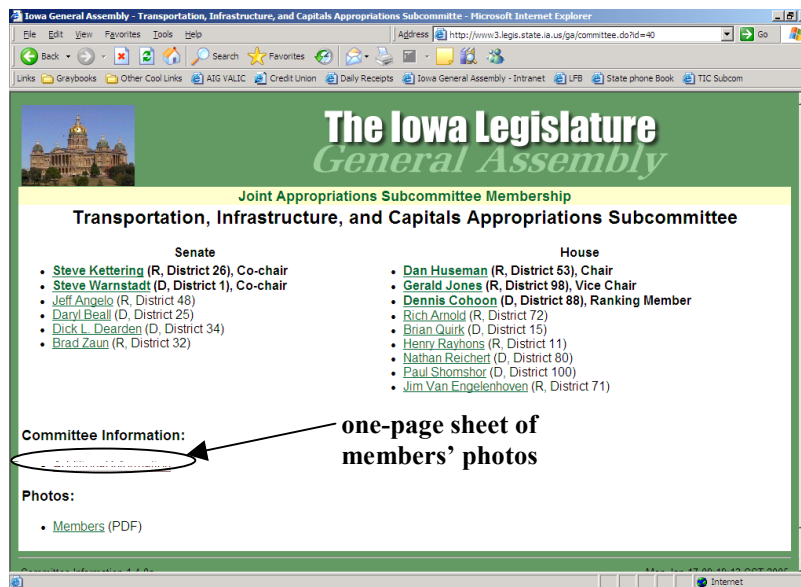 Iowa General Assembly - Transportation, Infrastructure, and Capitals Appropriations Subcommitte - Microsoft Internet Explorer
File Edit View Favorites Tools Help Address http://www3.legis.state.ia.us/ga/committee.do?id=40 Go
Back Search Favorites
Links Graybooks Other Cool Links AIG VALIC Credit Union Daily Receipts Iowa General Assembly - Intranet LFB State phone Book TIC Subcom
The Iowa Legislature
General Assembly
Joint Appropriations Subcommittee Membership
Transportation, Infrastructure, and Capitals Appropriations Subcommittee
Senate
• Steve Kettering (R, District 26), Co-chair
• Steve Warnstadt (D, District 1), Co-chair
• Jeff Angelo (R, District 48)
• Daryl Beall (D, District 25)
• Dick L. Dearden (D, District 34)
• Brad Zaun (R, District 32)
House
• Dan Huseman (R, District 53), Chair
• Gerald Jones (R, District 98), Vice Chair
• Dennis Cohoon (D, District 88), Ranking Member
• Rich Arnold (R, District 72)
• Brian Quirk (D, District 15)
• Henry Rayhons (R, District 11)
• Nathan Reichert (D, District 80)
• Paul Shomshor (D, District 100)
• Jim Van Engelenhoven (R, District 71)
one-page sheet of
members' photos
Committee Information:
Photos:
• Members (PDF)
Internet